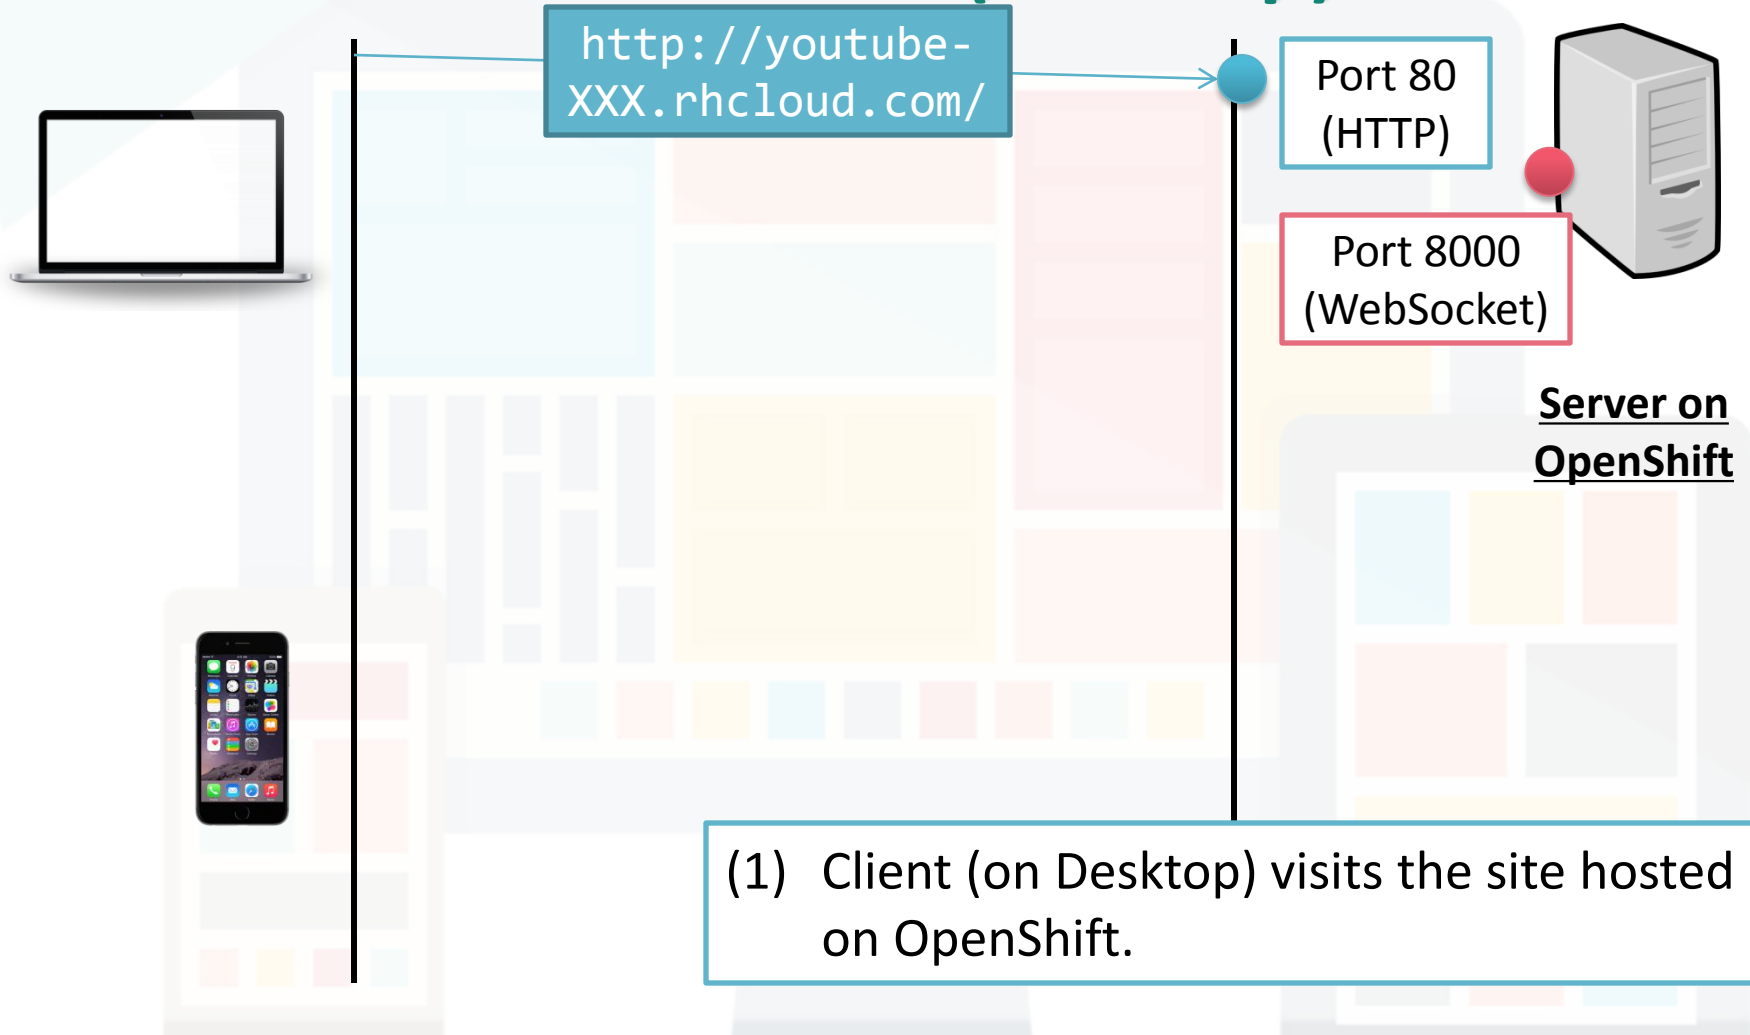 http://youtube-
XXX.rhcloud.com/
Port 80
(HTTP)
Port 8000
(WebSocket)
Server on
OpenShift
(1) Client (on Desktop) visits the site hosted
on OpenShift.